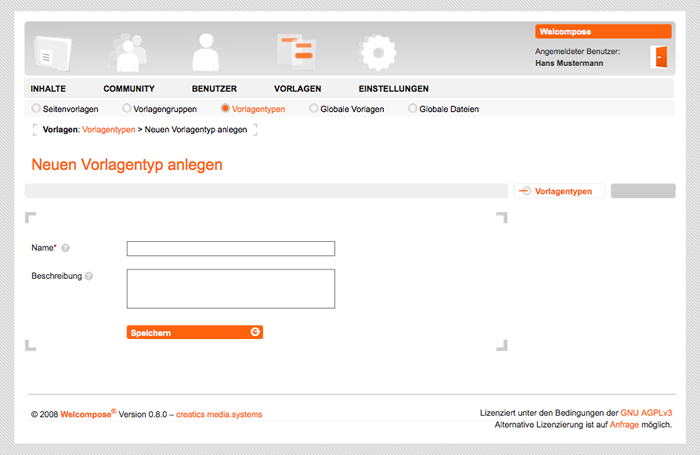 Welcompose
Angemeldeter Benutzer:
Hans Mustermann
INHALTE COMMUNITY BENUTZER VORLAGEN EINSTELLUNGEN
Seitenvorlagen Vorlagengruppen Vorlagentypen Globale Vorlagen Globale Dateien
Vorlagen: Vorlagentypen > Neuen Vorlagentyp anlegen
Neuen Vorlagentyp anlegen
Vorlagentypen
Name* ?
Beschreibung ?
Speichern
© 2008 Welcompose® Version 0.8.0 – creatics media.systems
Lizenziert unter den Bedingungen der GNU AGPLv3
Alternative Lizenzierung ist auf Anfrage möglich.